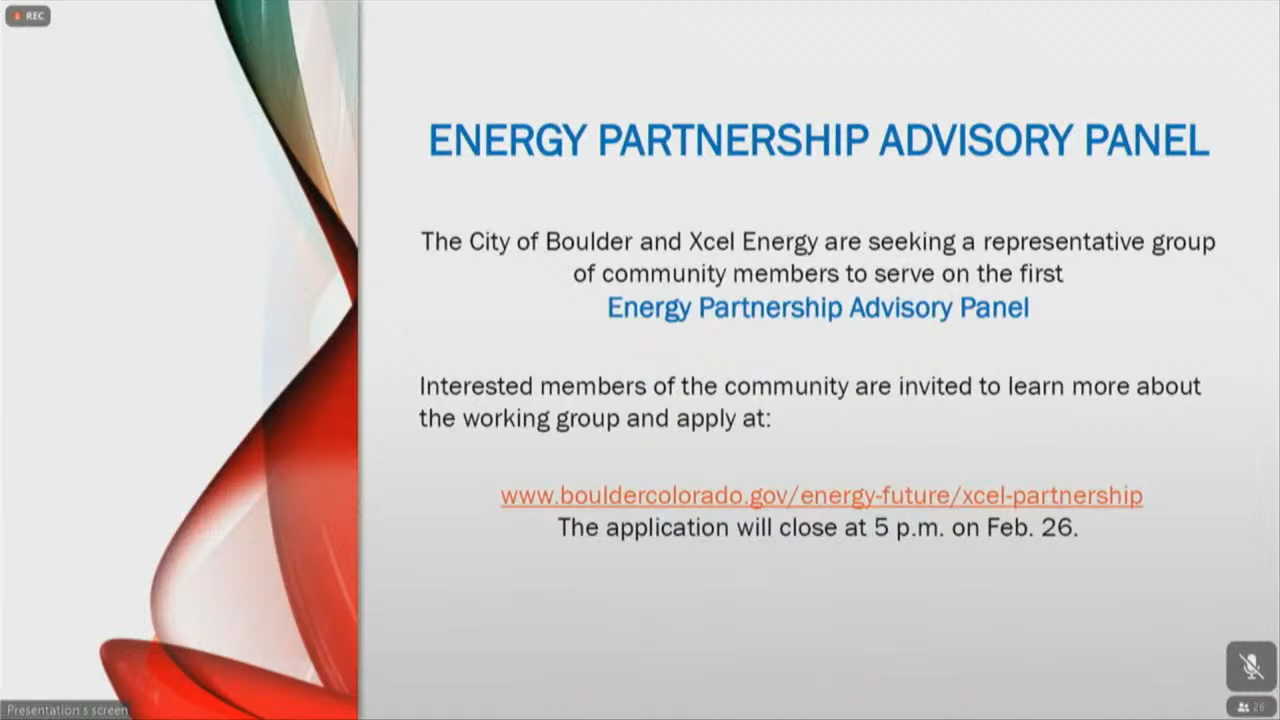 REC
ENERGY PARTNERSHIP ADVISORY PANEL
The City of Boulder and Xcel Energy are seeking a representative group
of community members to serve on the first
Energy Partnership Advisory Panel
Interested members of the community are invited to learn more about
the working group and apply at:
www.bouldercolorado.gov/energy-future/xcel-partnership
The application will close at 5 p.m. on Feb. 26.
Presentation's screen
26